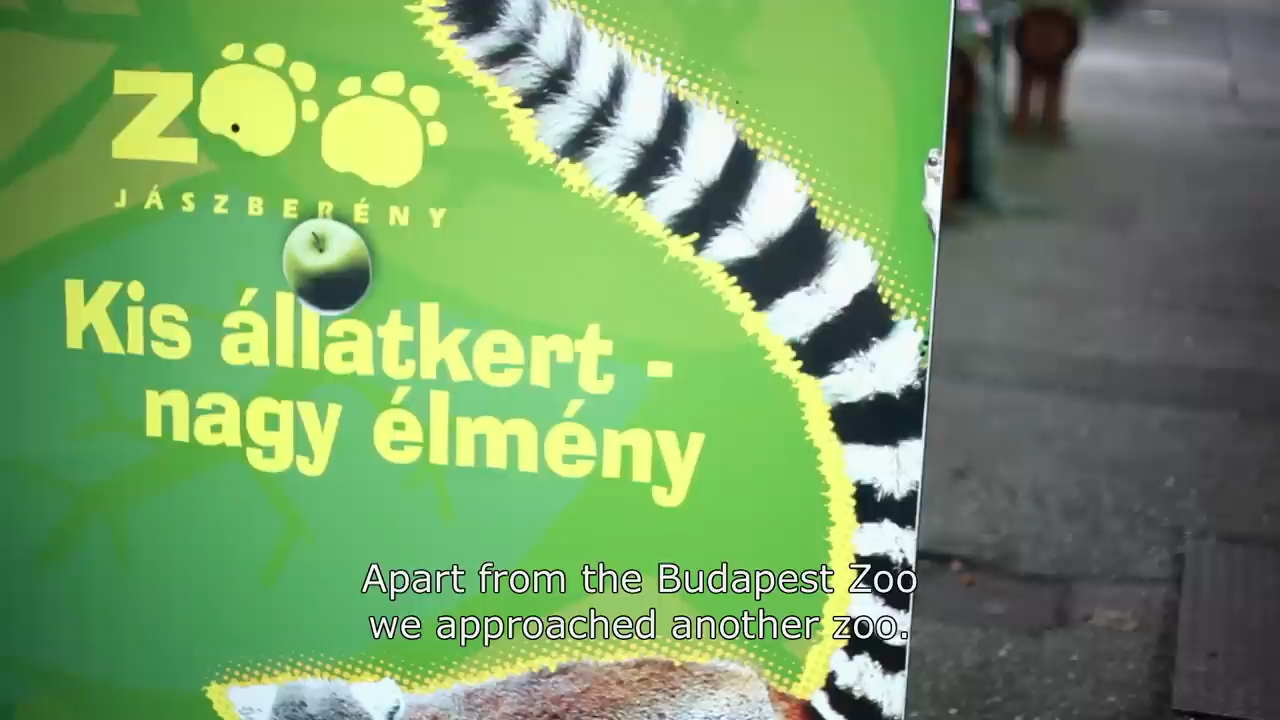 ZOO
JÁSZBERÉNY
Kis állatkert -
nagy élmény
Apart from the Budapest Zoo
we approached another zoo.